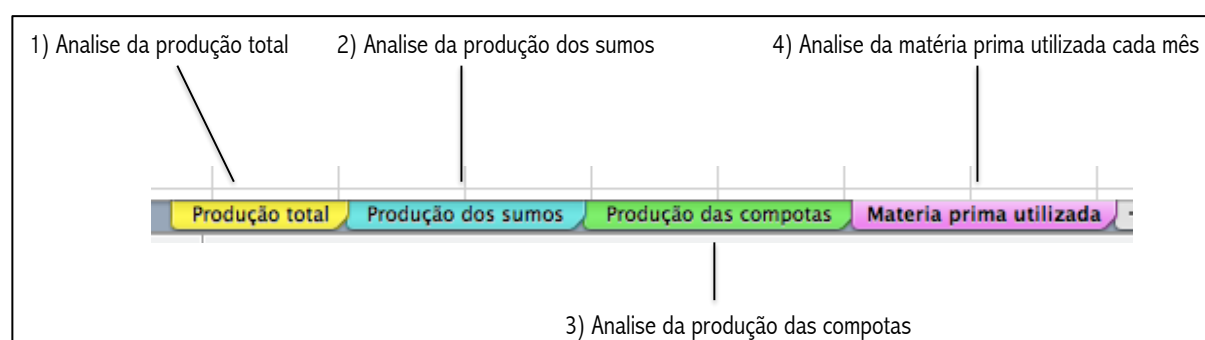 1) Analise da produção total
2) Analise da produção dos sumos
4) Analise da matéria prima utilizada cada mês
Produção total
Produção dos sumos
Produção das compotas
Materia prima utilizada
3) Analise da produção das compotas